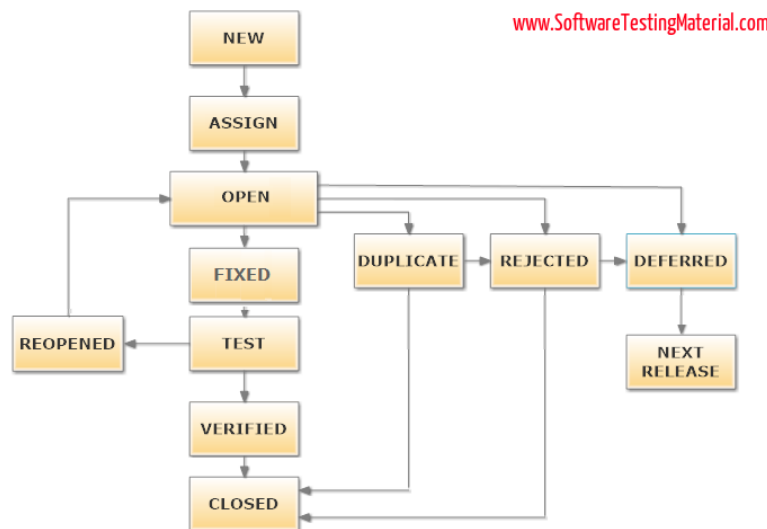 www.SoftwareTestingMaterial.com
NEW
ASSIGN
OPEN
FIXED
DUPLICATE
REJECTED
DEFERRED
REOPENED
TEST
NEXT
RELEASE
VERIFIED
CLOSED